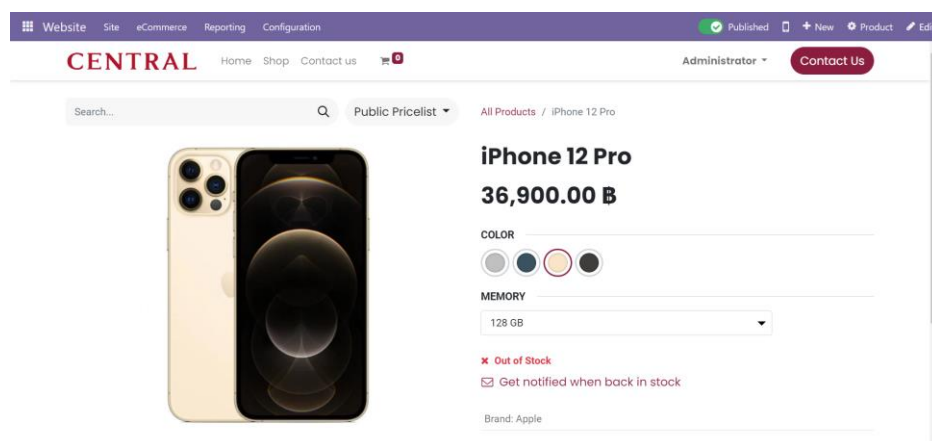 Website Site eCommerce Reporting Configuration Published + New Product Edi
CENTRAL Home Shop Contact us 0 Administrator Contact Us
Search... Public Pricelist All Products / iPhone 12 Pro
iPhone 12 Pro
36,900.00 ฿
COLOR
MEMORY
128 GB
Out of Stock
Get notified when back in stock
Brand: Apple